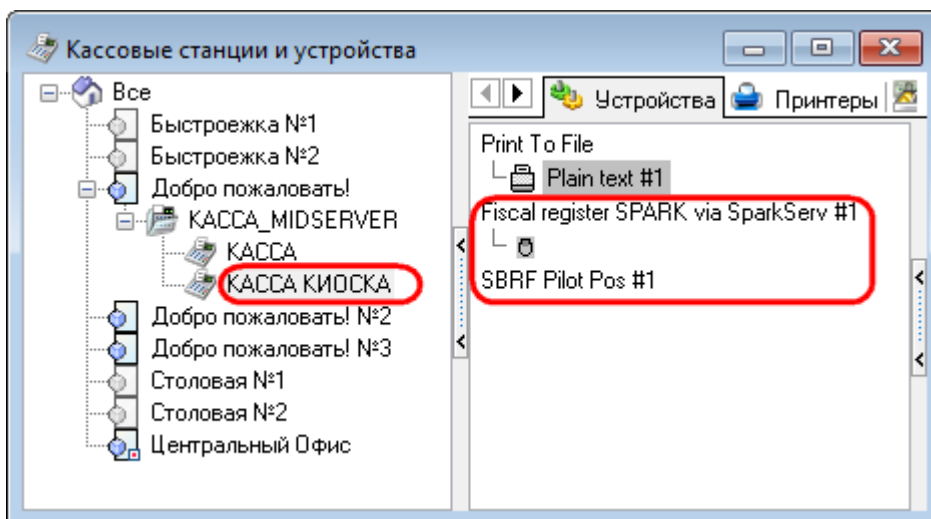 Кассовые станции и устройства
Все
Быстроежка №1
Быстроежка №2
Добро пожаловать!
KACCA_MIDSERVER
КАССА
КАССА КИОСКА
Добро пожаловать! №2
Добро пожаловать! №3
Столовая №1
Столовая №2
Центральный Офис
Устройства
Принтеры
Print To File
Plain text #1
Fiscal register SPARK via SparkServ #1
SBRF Pilot Pos #1